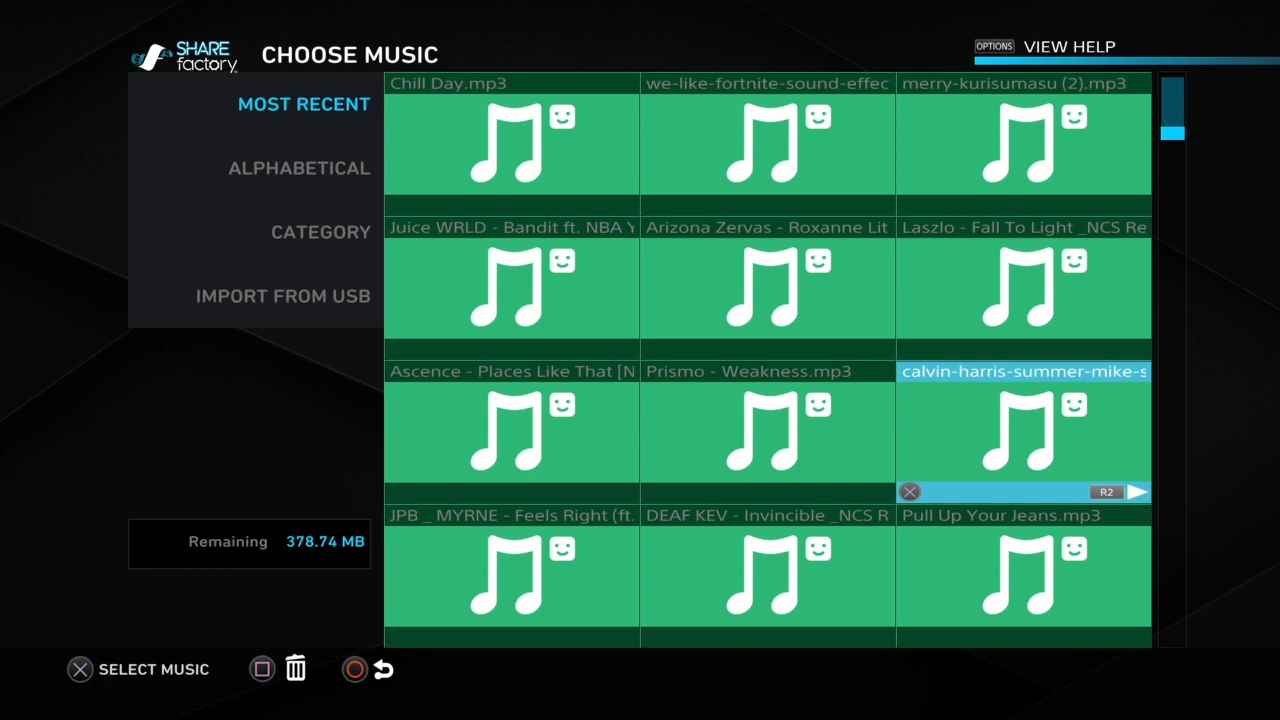 SHARE factory™
CHOOSE MUSIC
OPTIONS VIEW HELP
MOST RECENT
ALPHABETICAL
CATEGORY
IMPORT FROM USB
Remaining 378.74 MB
Chill Day.mp3
we-like-fortnite-sound-effec
merry-kurisumasu (2).mp3
Juice WRLD - Bandit ft. NBA Y
Arizona Zervas - Roxanne Lit
Laszlo - Fall To Light _NCS Re
Ascence - Places Like That [N
Prismo - Weakness.mp3
calvin-harris-summer-mike-s
R2
JPB _ MYRNE - Feels Right (ft.
DEAF KEV - Invincible _NCS R
Pull Up Your Jeans.mp3
SELECT MUSIC